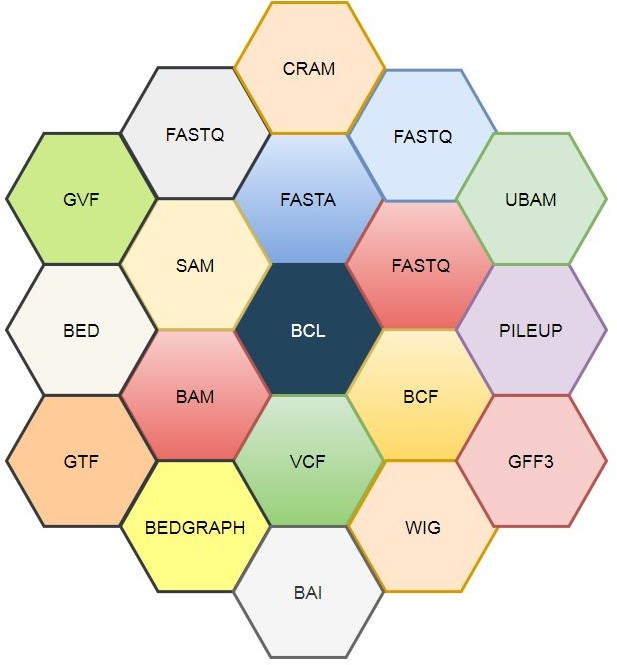 CRAM
FASTQ
FASTQ
GVF
FASTA
UBAM
SAM
FASTQ
BED
BCL
PILEUP
BAM
BCF
GTF
VCF
GFF3
BEDGRAPH
WIG
BAI